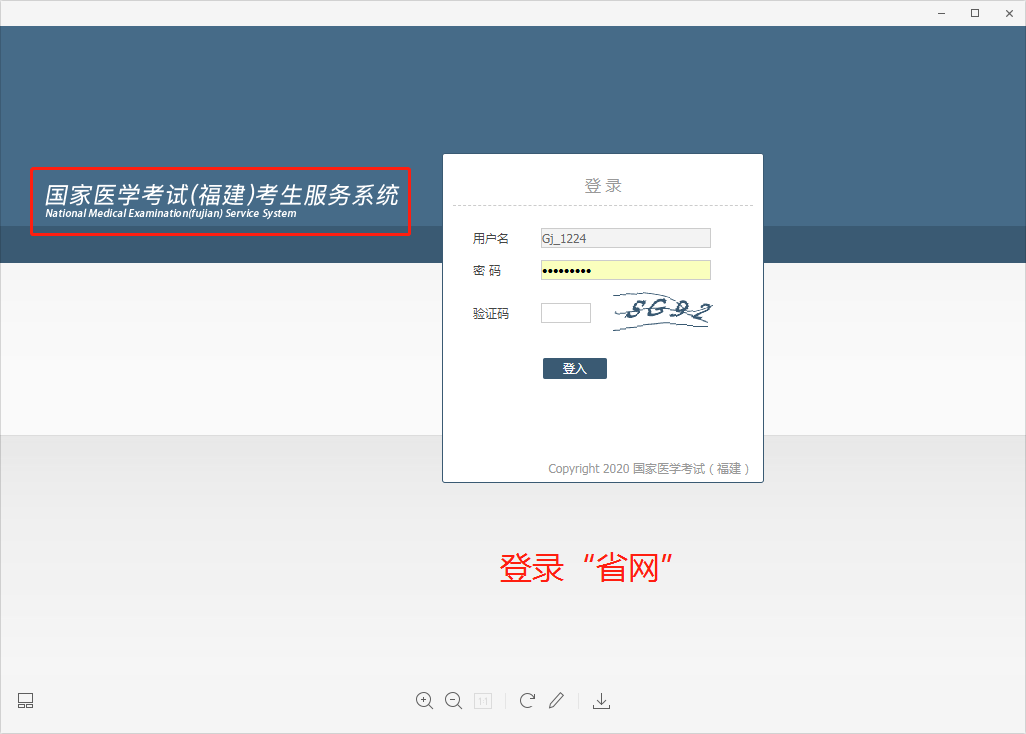 国家医学考试(福建)考生服务系统
National Medical Examination(fujian) Service System
登 录
用户名 Gj_1224
密 码 •••••••••
验证码 SG92
登入
Copyright 2020 国家医学考试 ( 福建 )
登录“省网”
1:1